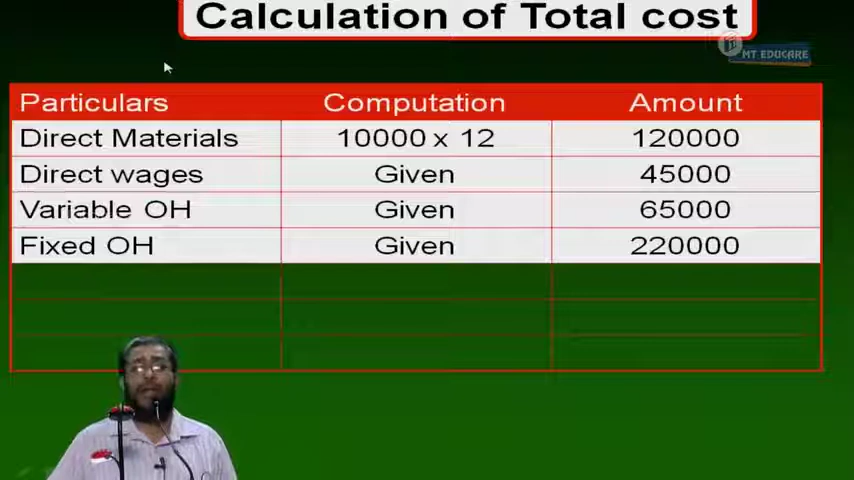 Calculation of Total cost
MT EDUCARE
Particulars Computation Amount
Direct Materials 10000 x 12 120000
Direct wages Given 45000
Variable OH Given 65000
Fixed OH Given 220000